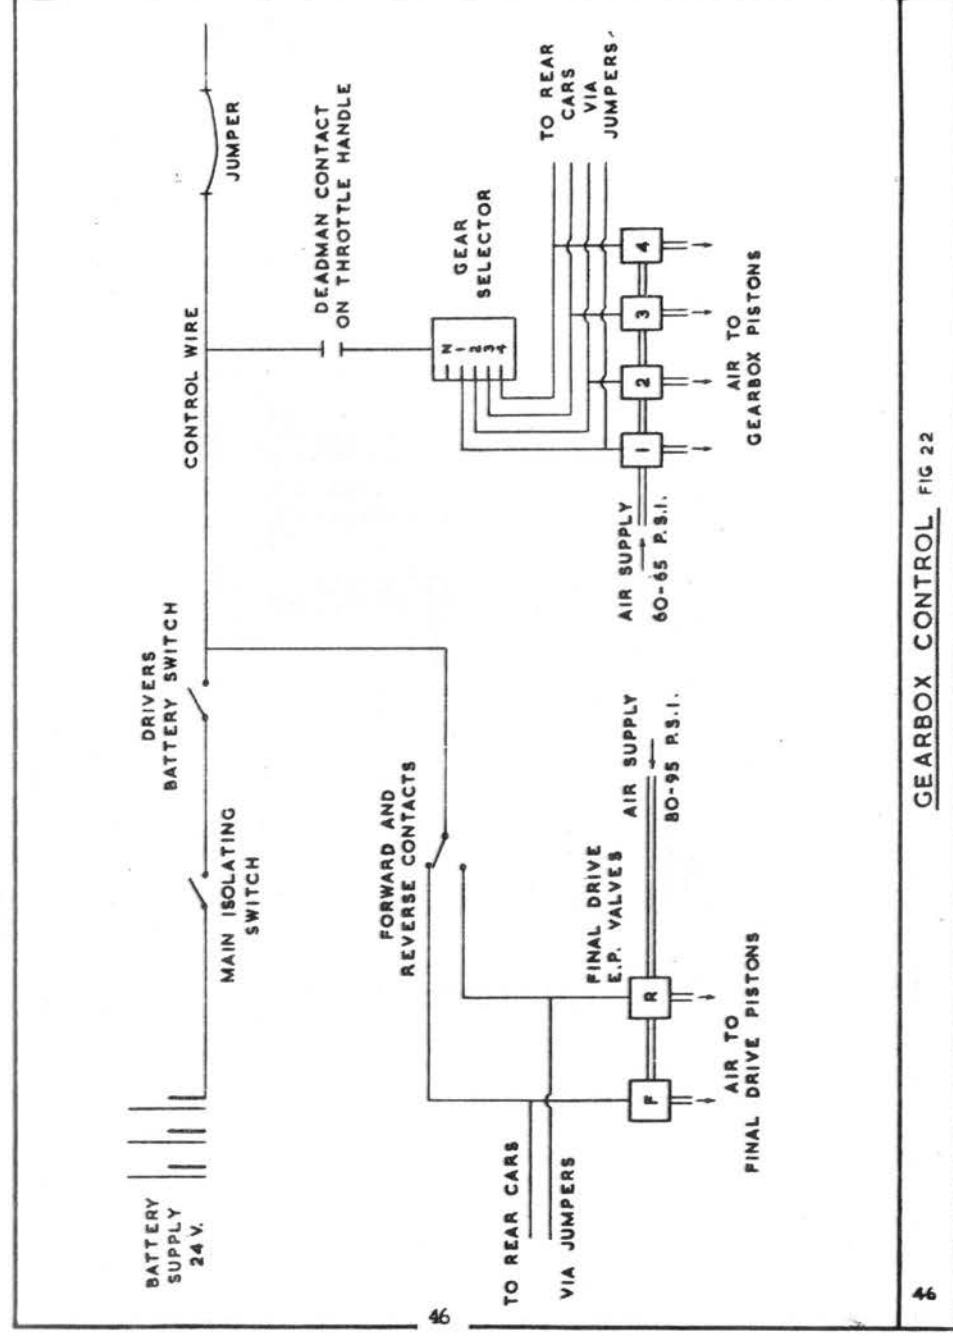 BATTERY
SUPPLY
24 V.
MAIN ISOLATING
SWITCH
DRIVERS
BATTERY SWITCH
CONTROL WIRE
JUMPER
DEADMAN CONTACT
ON THROTTLE HANDLE
FORWARD AND
REVERSE CONTACTS
GEAR
SELECTOR
N
1
2
3
4
TO REAR
CARS
VIA
JUMPERS
TO REAR CARS
VIA JUMPERS
FINAL DRIVE
E.P. VALVES
AIR SUPPLY
80-95 P.S.I.
F
R
AIR TO
FINAL DRIVE PISTONS
AIR SUPPLY
60-65 P.S.I.
1
2
3
4
AIR TO
GEARBOX PISTONS
46
GEARBOX CONTROL FIG 22
46